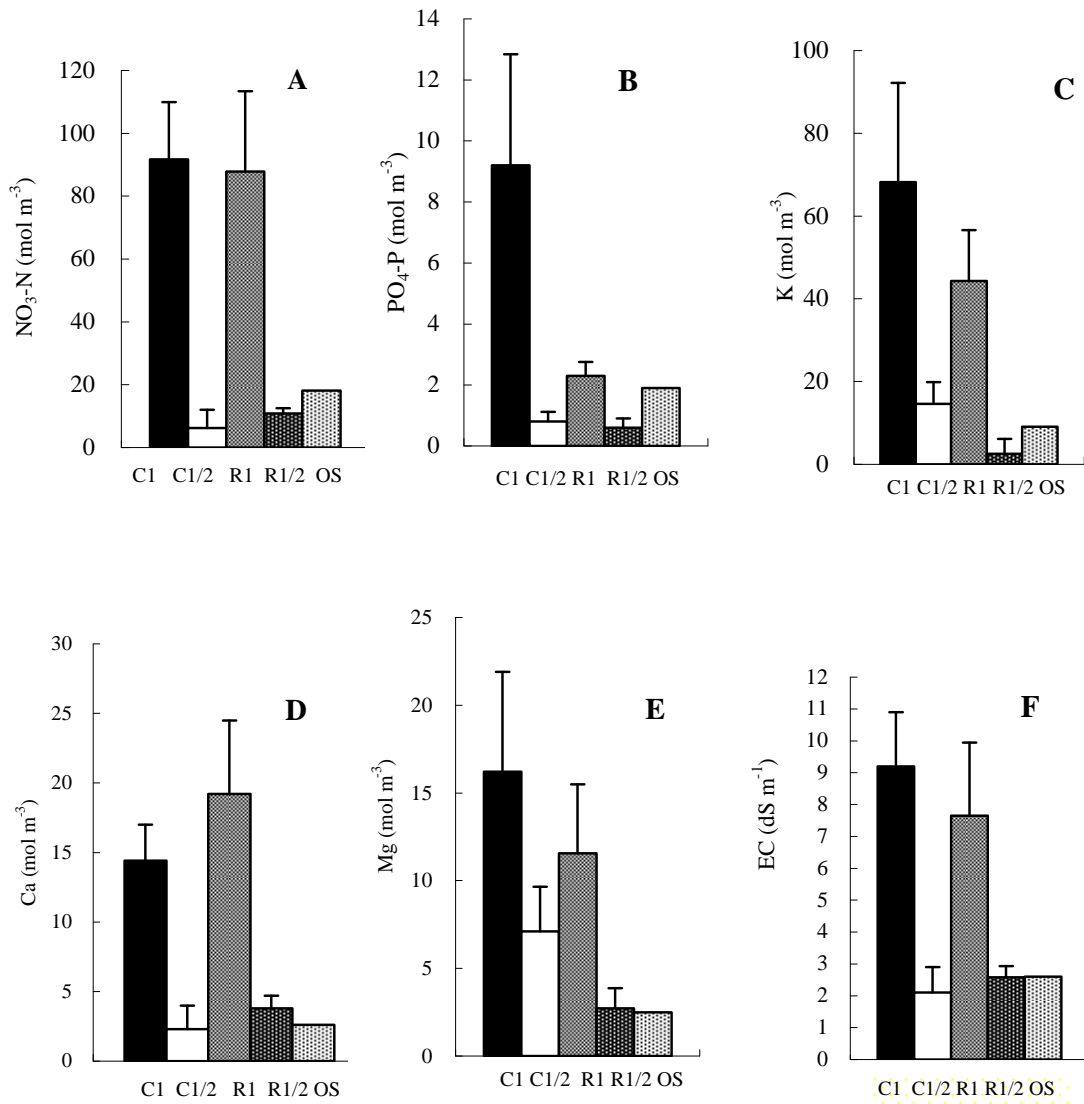 A
NO₃-N (mol m⁻³)
120
100
80
60
40
20
0
C1 C1/2 R1 R1/2 OS
B
PO₄-P (mol m⁻³)
14
12
10
8
6
4
2
0
C1 C1/2 R1 R1/2 OS
C
K (mol m⁻³)
100
80
60
40
20
0
C1 C1/2 R1 R1/2 OS
D
Ca (mol m⁻³)
30
25
20
15
10
5
0
C1 C1/2 R1 R1/2 OS
E
Mg (mol m⁻³)
25
20
15
10
5
0
C1 C1/2 R1 R1/2 OS
F
EC (dS m⁻¹)
12
11
10
9
8
7
6
5
4
3
2
1
0
C1 C1/2 R1 R1/2 OS